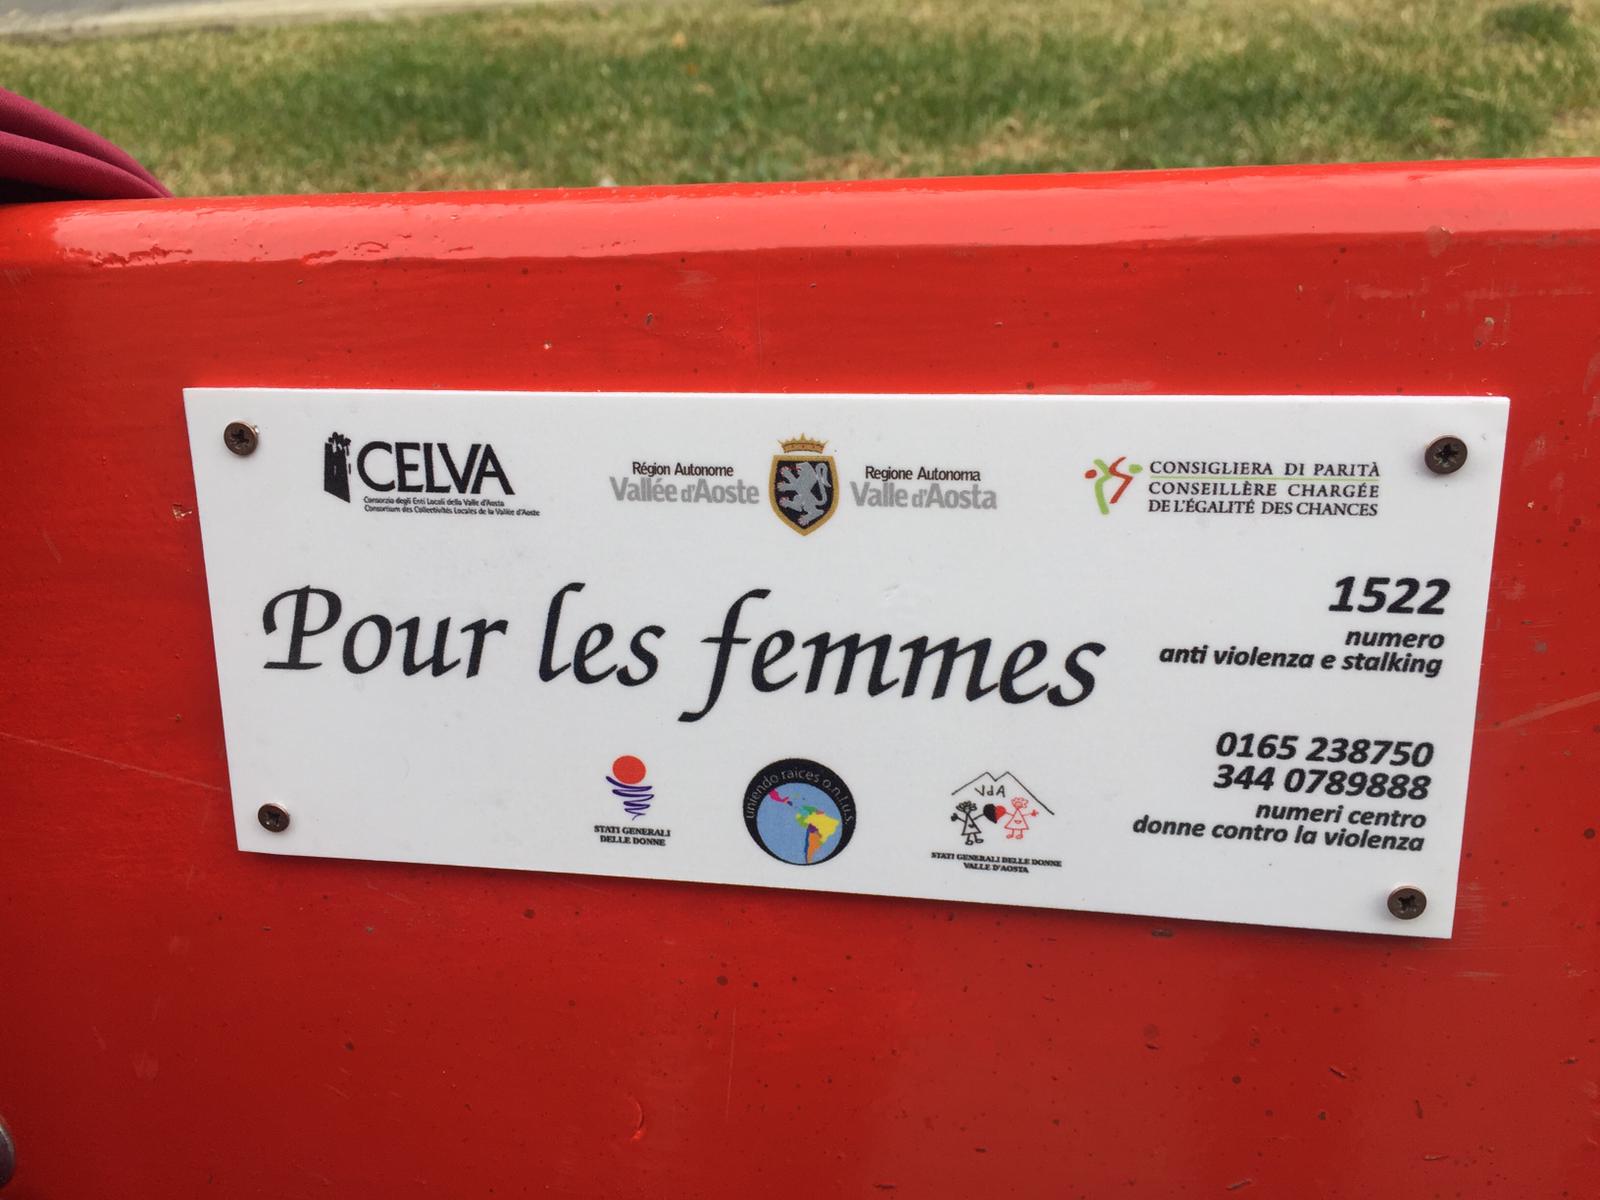 CELVA
Consorzio degli Enti Locali della Valle d'Aosta
Consortium des Collectivités Locales de la Vallée d'Aoste
Région Autonome
Vallée d'Aoste
Regione Autonoma
Valle d'Aosta
CONSIGLIERA DI PARITÀ
CONSEILLÈRE CHARGÉE
DE L'ÉGALITÉ DES CHANCES
Pour les femmes
1522
numero
anti violenza e stalking
0165 238750
344 0789888
numeri centro
donne contro la violenza
STATI GENERALI
DELLE DONNE
uniendo raices o.n.l.u.s.
VdA
STATI GENERALI DELLE DONNE
VALLE D'AOSTA